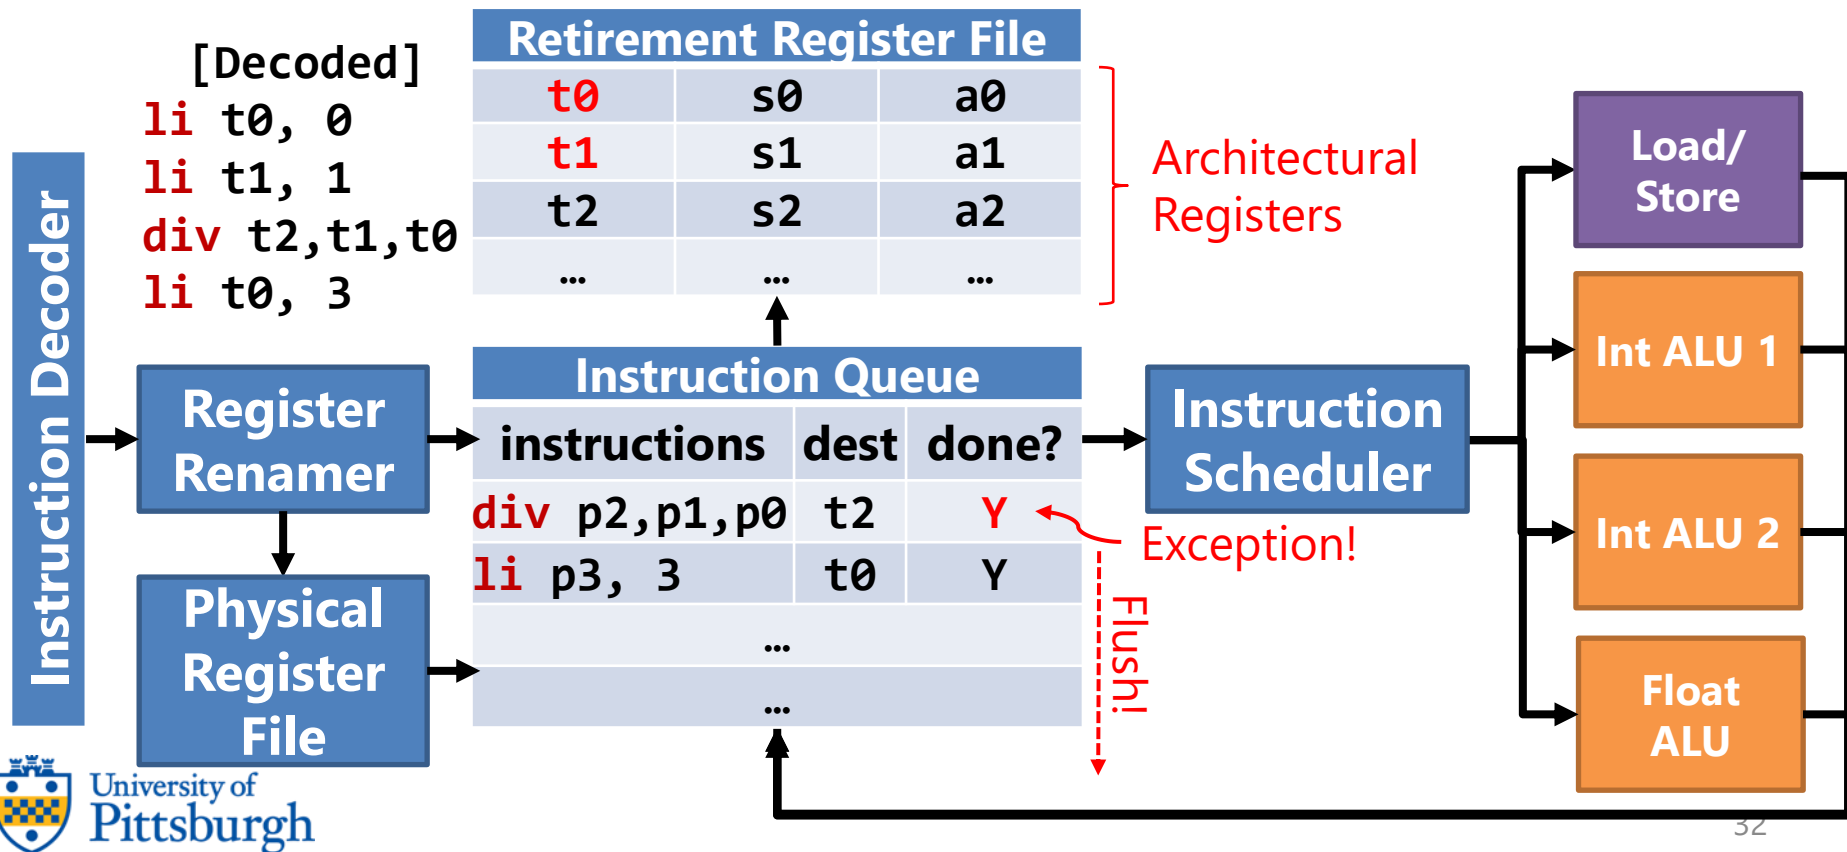 [Decoded]
li t0, 0
li t1, 1
div t2,t1,t0
li t0, 3
Instruction Decoder
Retirement Register File
t0 s0 a0
t1 s1 a1
t2 s2 a2
… … …
Architectural
Registers
Register
Renamer
Physical
Register
File
Instruction Queue
instructions dest done?
div p2,p1,p0 t2 Y
li p3, 3 t0 Y
…
…
Exception!
Flush!
Instruction
Scheduler
Load/
Store
Int ALU 1
Int ALU 2
Float
ALU
University of
Pittsburgh
32